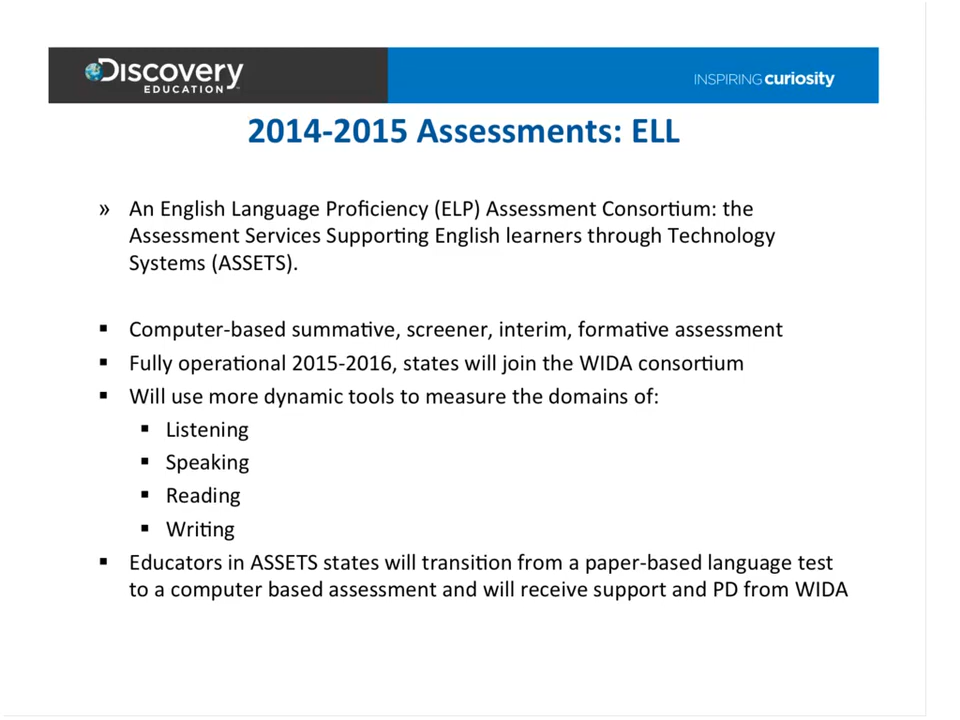 Discovery
EDUCATION™
INSPIRING curiosity
2014-2015 Assessments: ELL
» An English Language Proficiency (ELP) Assessment Consortium: the
Assessment Services Supporting English learners through Technology
Systems (ASSETS).
▪ Computer-based summative, screener, interim, formative assessment
▪ Fully operational 2015-2016, states will join the WIDA consortium
▪ Will use more dynamic tools to measure the domains of:
▪ Listening
▪ Speaking
▪ Reading
▪ Writing
▪ Educators in ASSETS states will transition from a paper-based language test
to a computer based assessment and will receive support and PD from WIDA